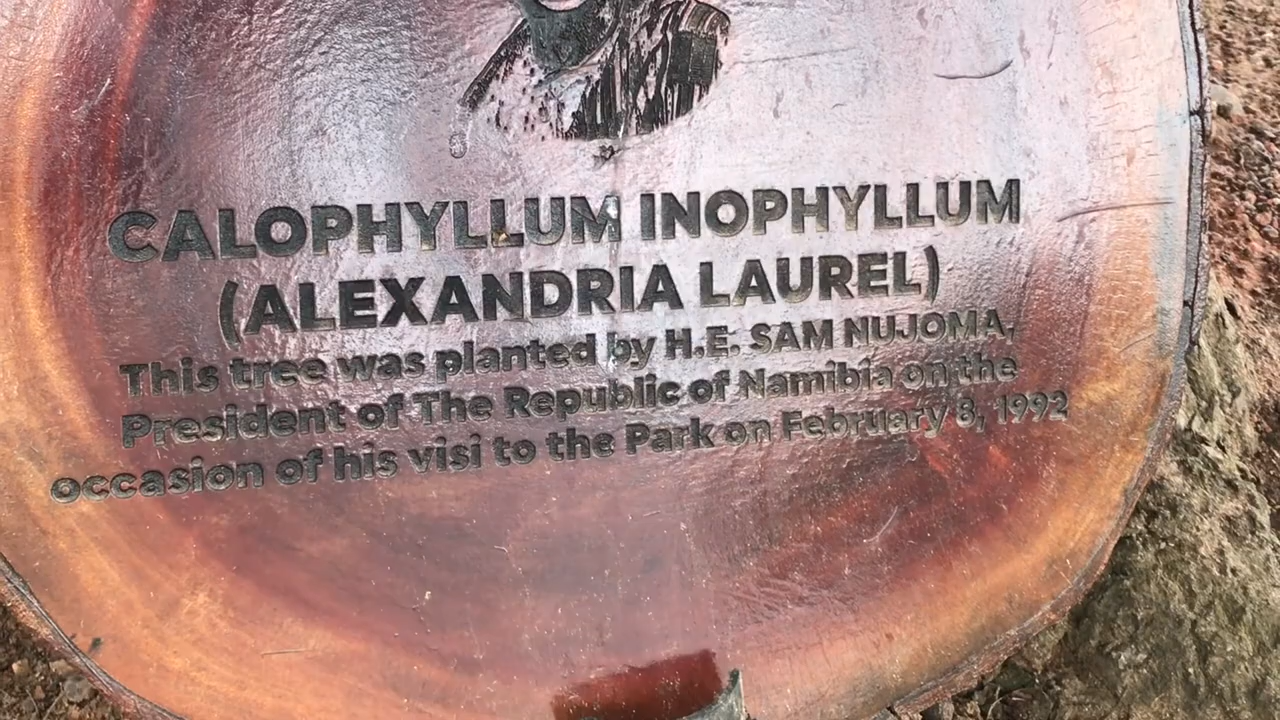 CALOPHYLLUM INOPHYLLUM
(ALEXANDRIA LAUREL)
This tree was planted by H.E. SAM NUJOMA,
President of The Republic of Namibia on the
occasion of his visi to the Park on February 8, 1992